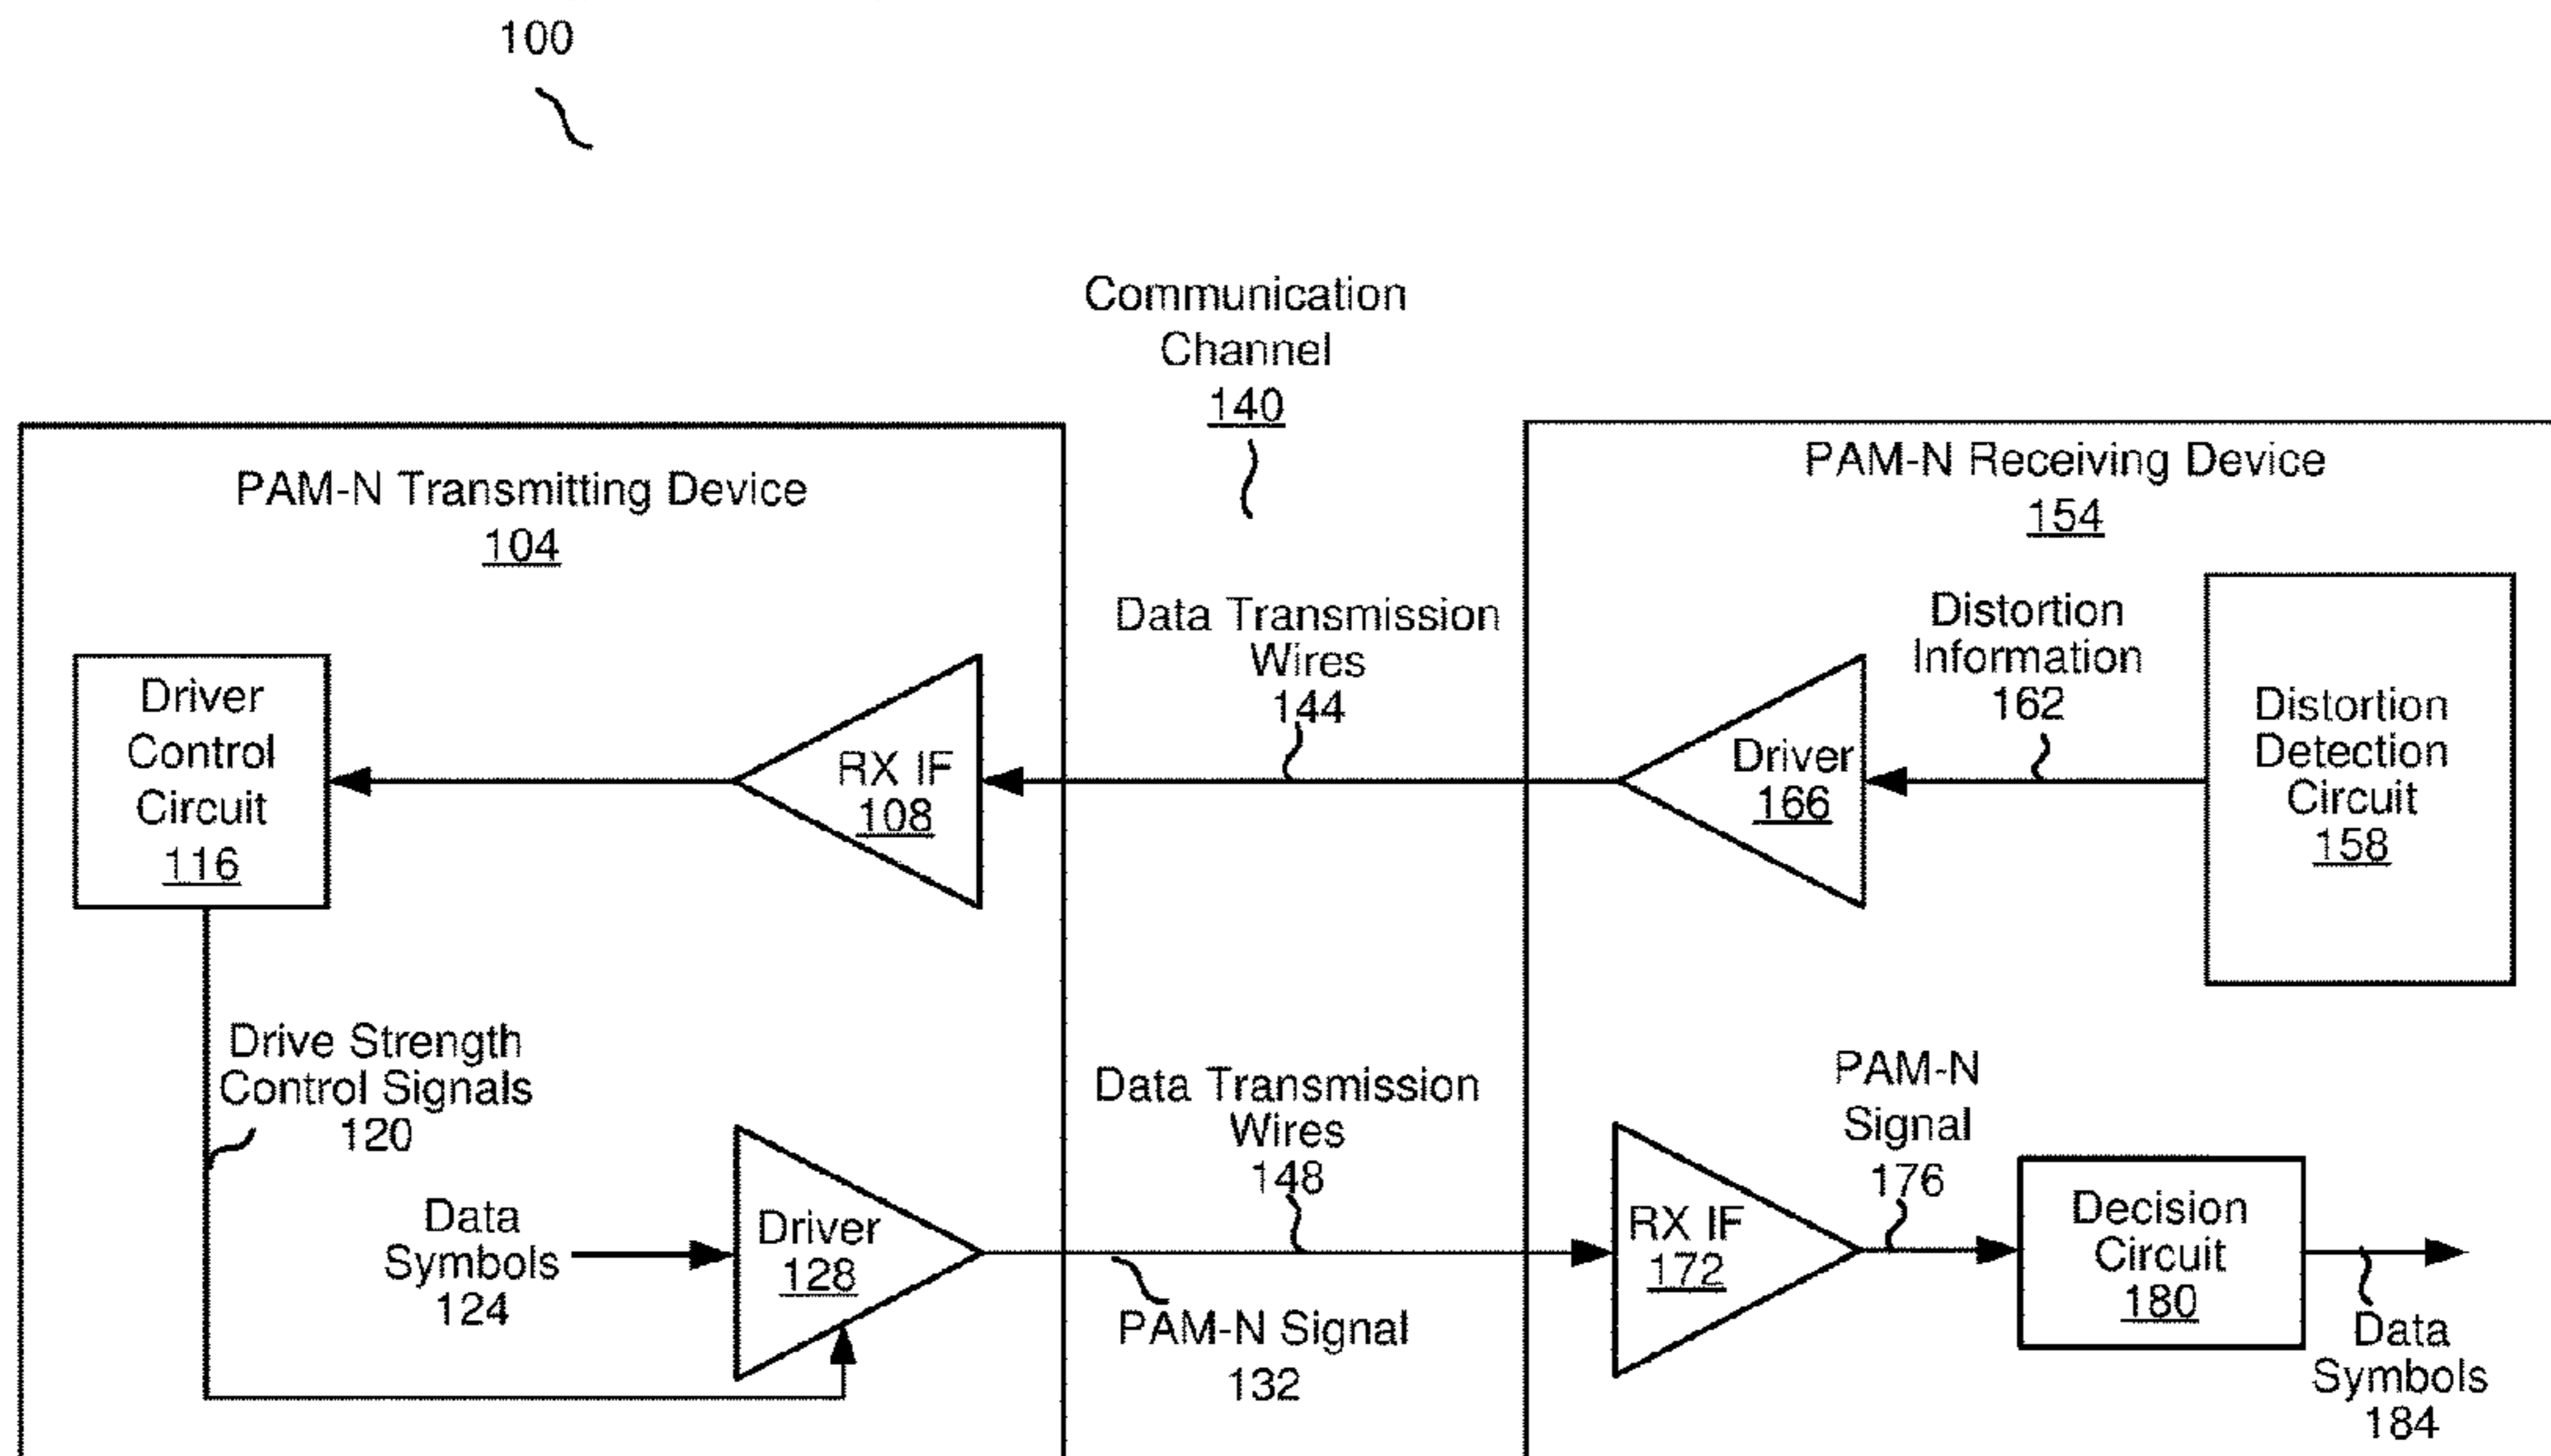 100
Communication
Channel
140
PAM-N Transmitting Device
104
PAM-N Receiving Device
154
Driver
Control
Circuit
116
RX IF
108
Data Transmission
Wires
144
Driver
166
Distortion
Information
162
Distortion
Detection
Circuit
158
Drive Strength
Control Signals
120
Data
Symbols
124
Driver
128
Data Transmission
Wires
148
PAM-N Signal
132
RX IF
172
PAM-N
Signal
176
Decision
Circuit
180
Data
Symbols
184